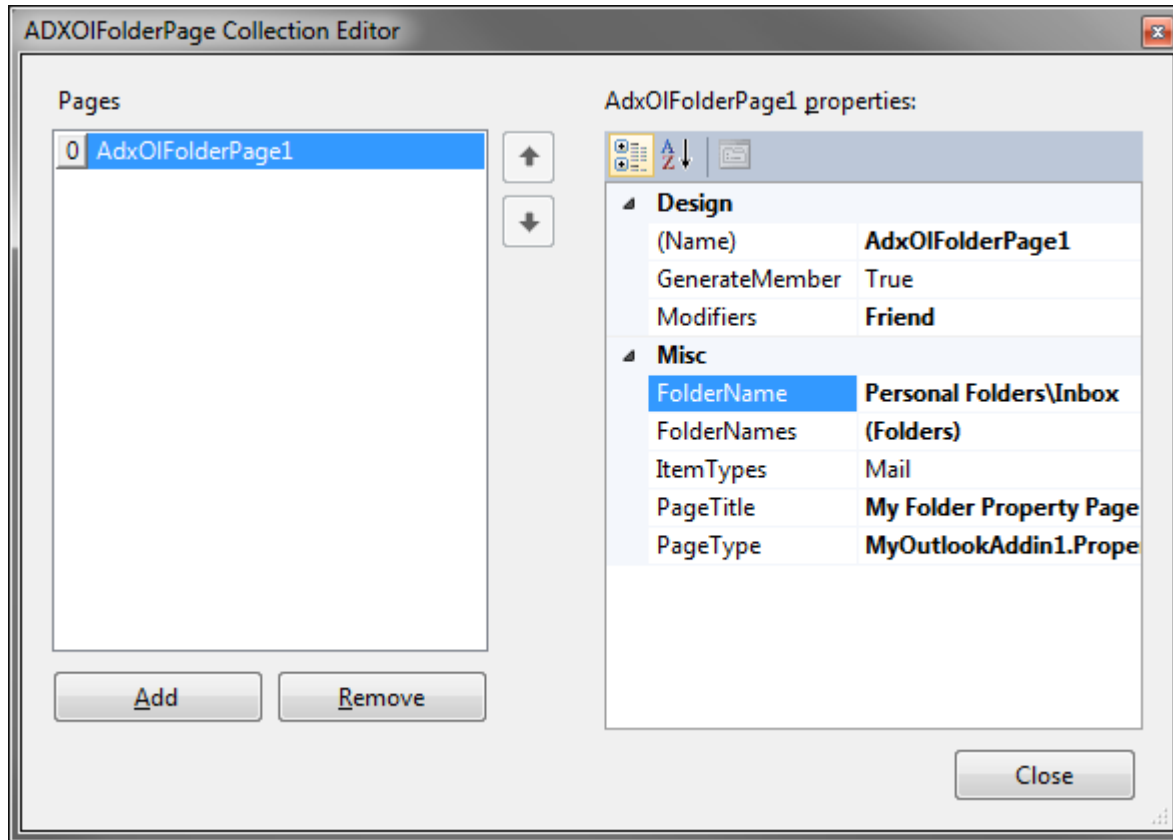 ADXOlFolderPage Collection Editor
Pages
0 AdxOlFolderPage1
Add
Remove
AdxOlFolderPage1 properties:
A
Z
Design
(Name) AdxOlFolderPage1
GenerateMember True
Modifiers Friend
Misc
FolderName Personal Folders\Inbox
FolderNames (Folders)
ItemTypes Mail
PageTitle My Folder Property Page
PageType MyOutlookAddin1.Prope
Close